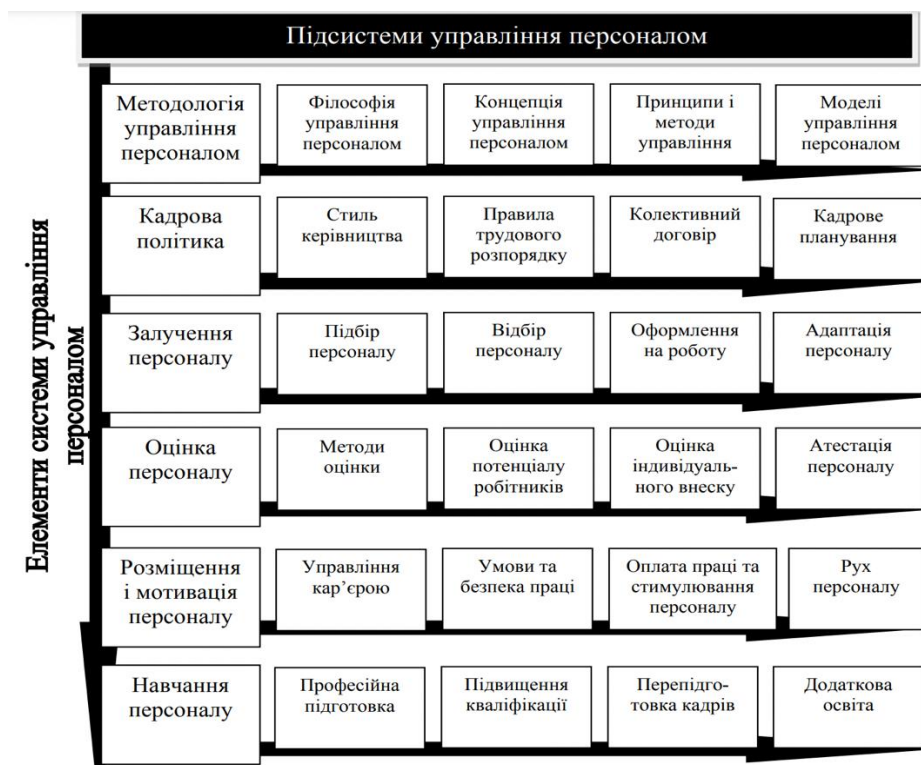 Підсистеми управління персоналом
Елементи системи управління
персоналом
Методологія
управління
персоналом
Філософія
управління
персоналом
Концепція
управління
персоналом
Принципи і
методи
управління
Моделі
управління
персоналом
Кадрова
політика
Стиль
керівництва
Правила
трудового
розпорядку
Колективний
договір
Кадрове
планування
Залучення
персоналу
Підбір
персоналу
Відбір
персоналу
Оформлення
на роботу
Адаптація
персоналу
Оцінка
персоналу
Методи
оцінки
Оцінка
потенціалу
робітників
Оцінка
індивідуаль-
ного внеску
Атестація
персоналу
Розміщення
і мотивація
персоналу
Управління
кар’єрою
Умови та
безпека праці
Оплата праці та
стимулювання
персоналу
Рух
персоналу
Навчання
персоналу
Професійна
підготовка
Підвищення
кваліфікації
Перепідго-
товка кадрів
Додаткова
освіта